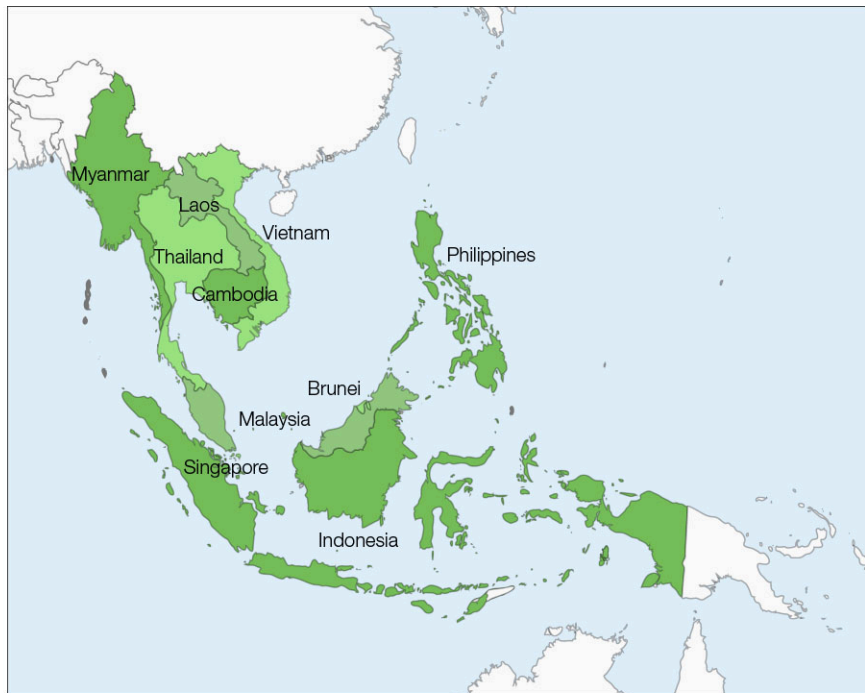 Myanmar
Laos
Vietnam
Thailand
Philippines
Cambodia
Brunei
Malaysia
Singapore
Indonesia